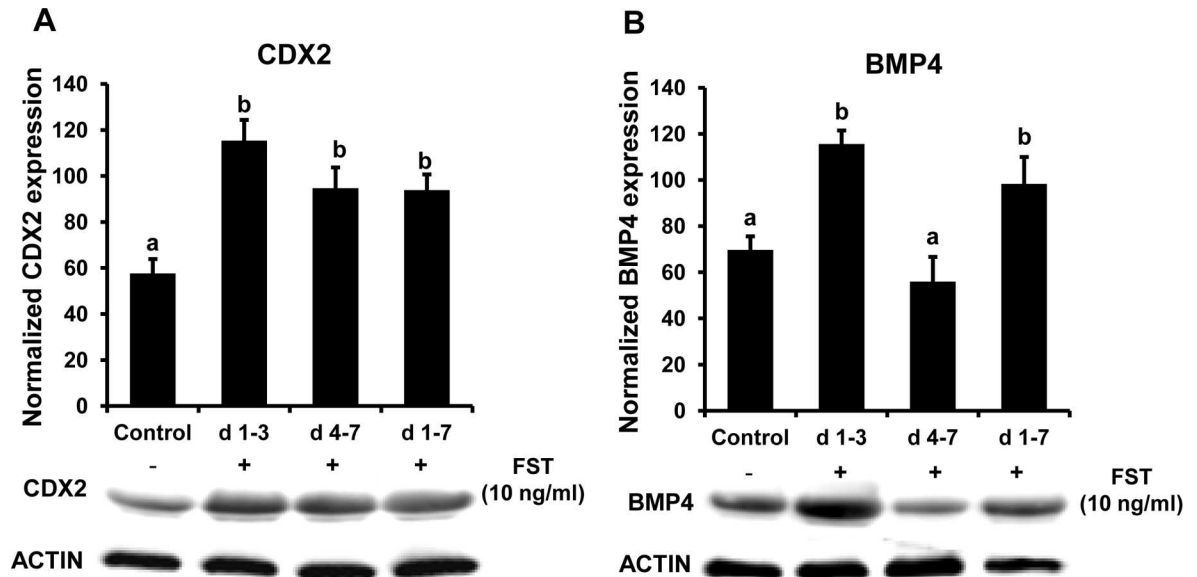 A
CDX2
Normalized CDX2 expression
140
120
100
80
60
40
20
0
a
b
b
b
Control d 1-3 d 4-7 d 1-7
- + + + FST
(10 ng/ml)
CDX2
ACTIN
B
BMP4
Normalized BMP4 expression
140
120
100
80
60
40
20
0
a
b
a
b
Control d 1-3 d 4-7 d 1-7
- + + + FST
(10 ng/ml)
BMP4
ACTIN